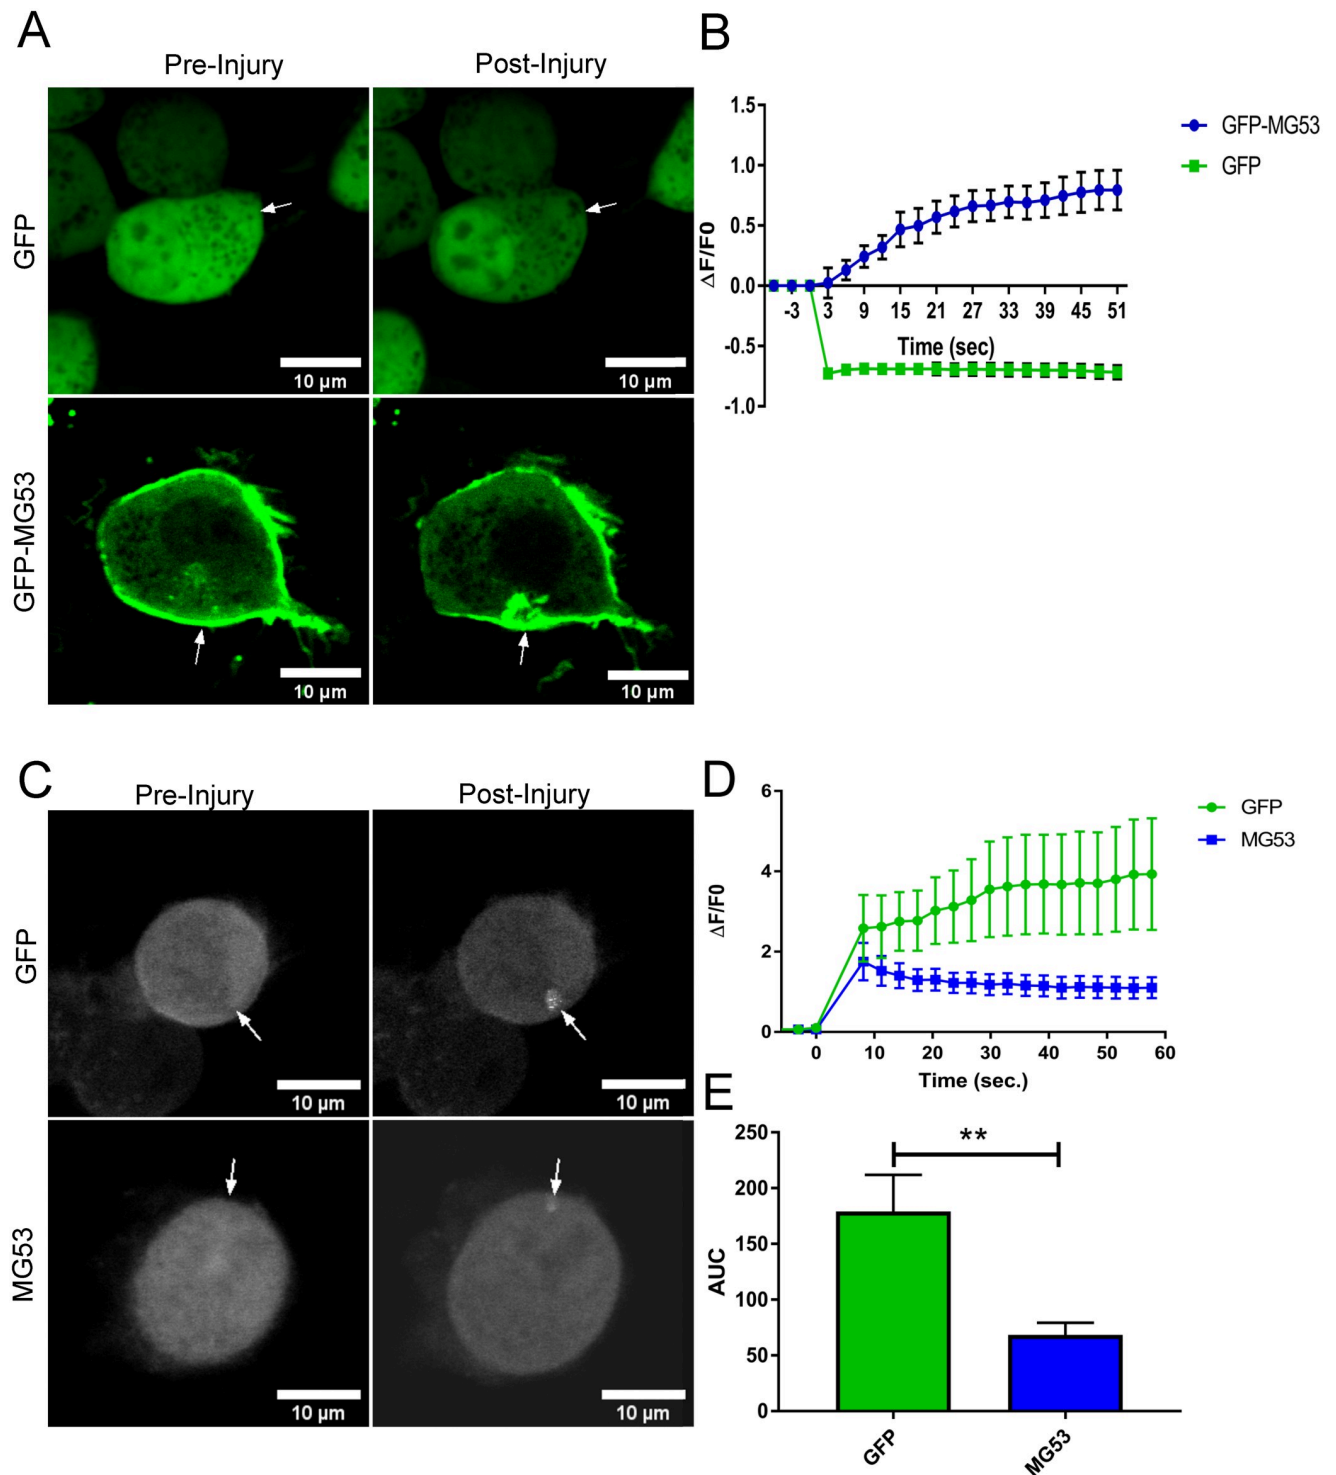 A
Pre-Injury
Post-Injury
GFP
10 µm
10 µm
GFP-MG53
10 µm
10 µm
B
1.5
1.0
0.5
0.0
-0.5
-1.0
ΔF/F0
-3 3 9 15 21 27 33 39 45 51
Time (sec)
GFP-MG53
GFP
C
Pre-Injury
Post-Injury
GFP
10 µm
10 µm
MG53
10 µm
10 µm
D
6
4
2
0
ΔF/F0
0 10 20 30 40 50 60
Time (sec.)
GFP
MG53
E
250
200
150
100
50
0
AUC
**
GFP
MG53